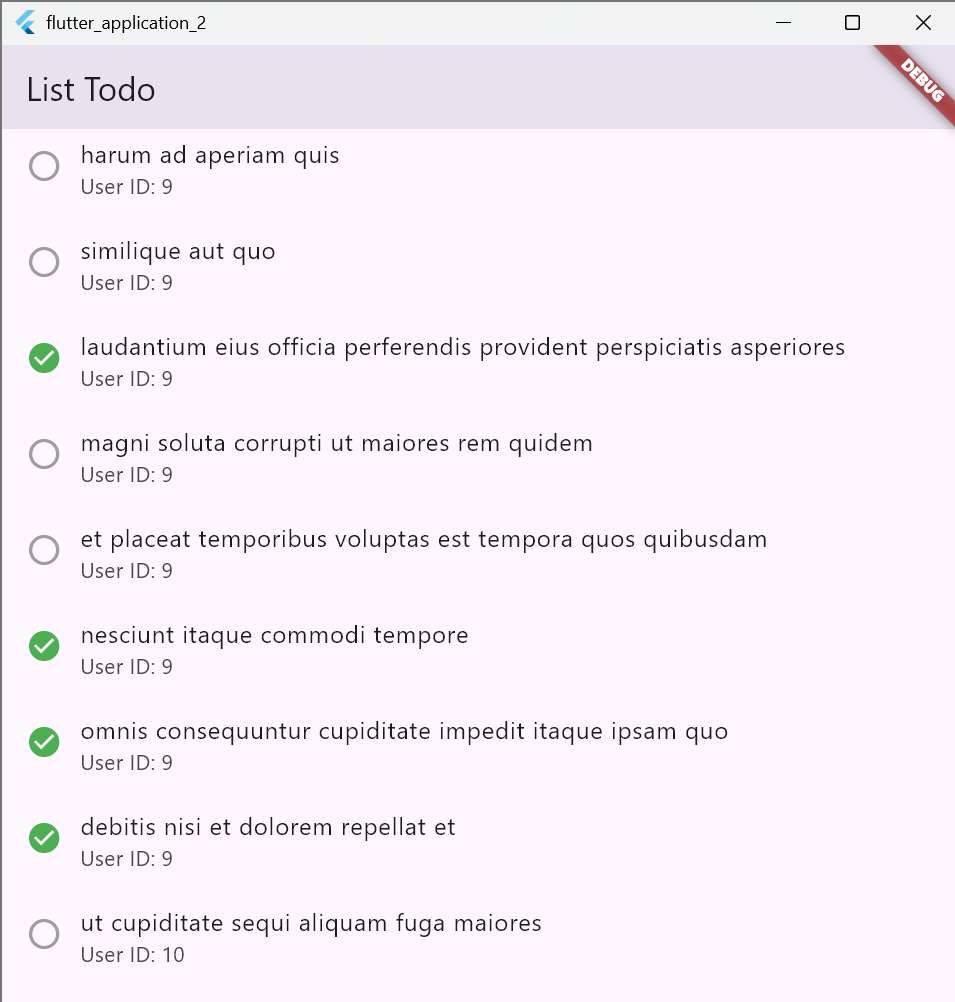 flutter_application_2
List Todo
DEBUG
harum ad aperiam quis
User ID: 9
similique aut quo
User ID: 9
laudantium eius officia perferendis provident perspiciatis asperiores
User ID: 9
magni soluta corrupti ut maiores rem quidem
User ID: 9
et placeat temporibus voluptas est tempora quos quibusdam
User ID: 9
nesciunt itaque commodi tempore
User ID: 9
omnis consequuntur cupiditate impedit itaque ipsam quo
User ID: 9
debitis nisi et dolorem repellat et
User ID: 9
ut cupiditate sequi aliquam fuga maiores
User ID: 10